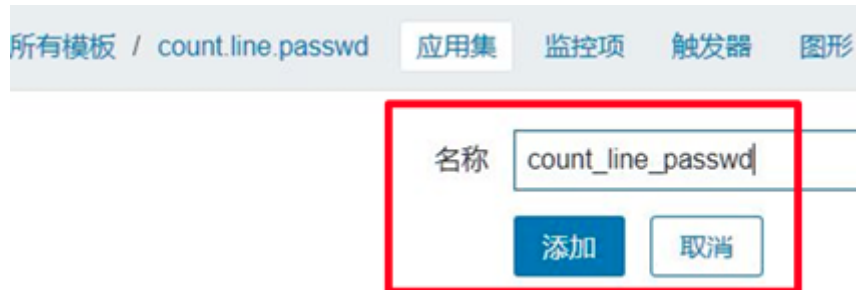 所有模板 / count.line.passwd 应用集 监控项 触发器 图形
名称 count_line_passwd
添加 取消